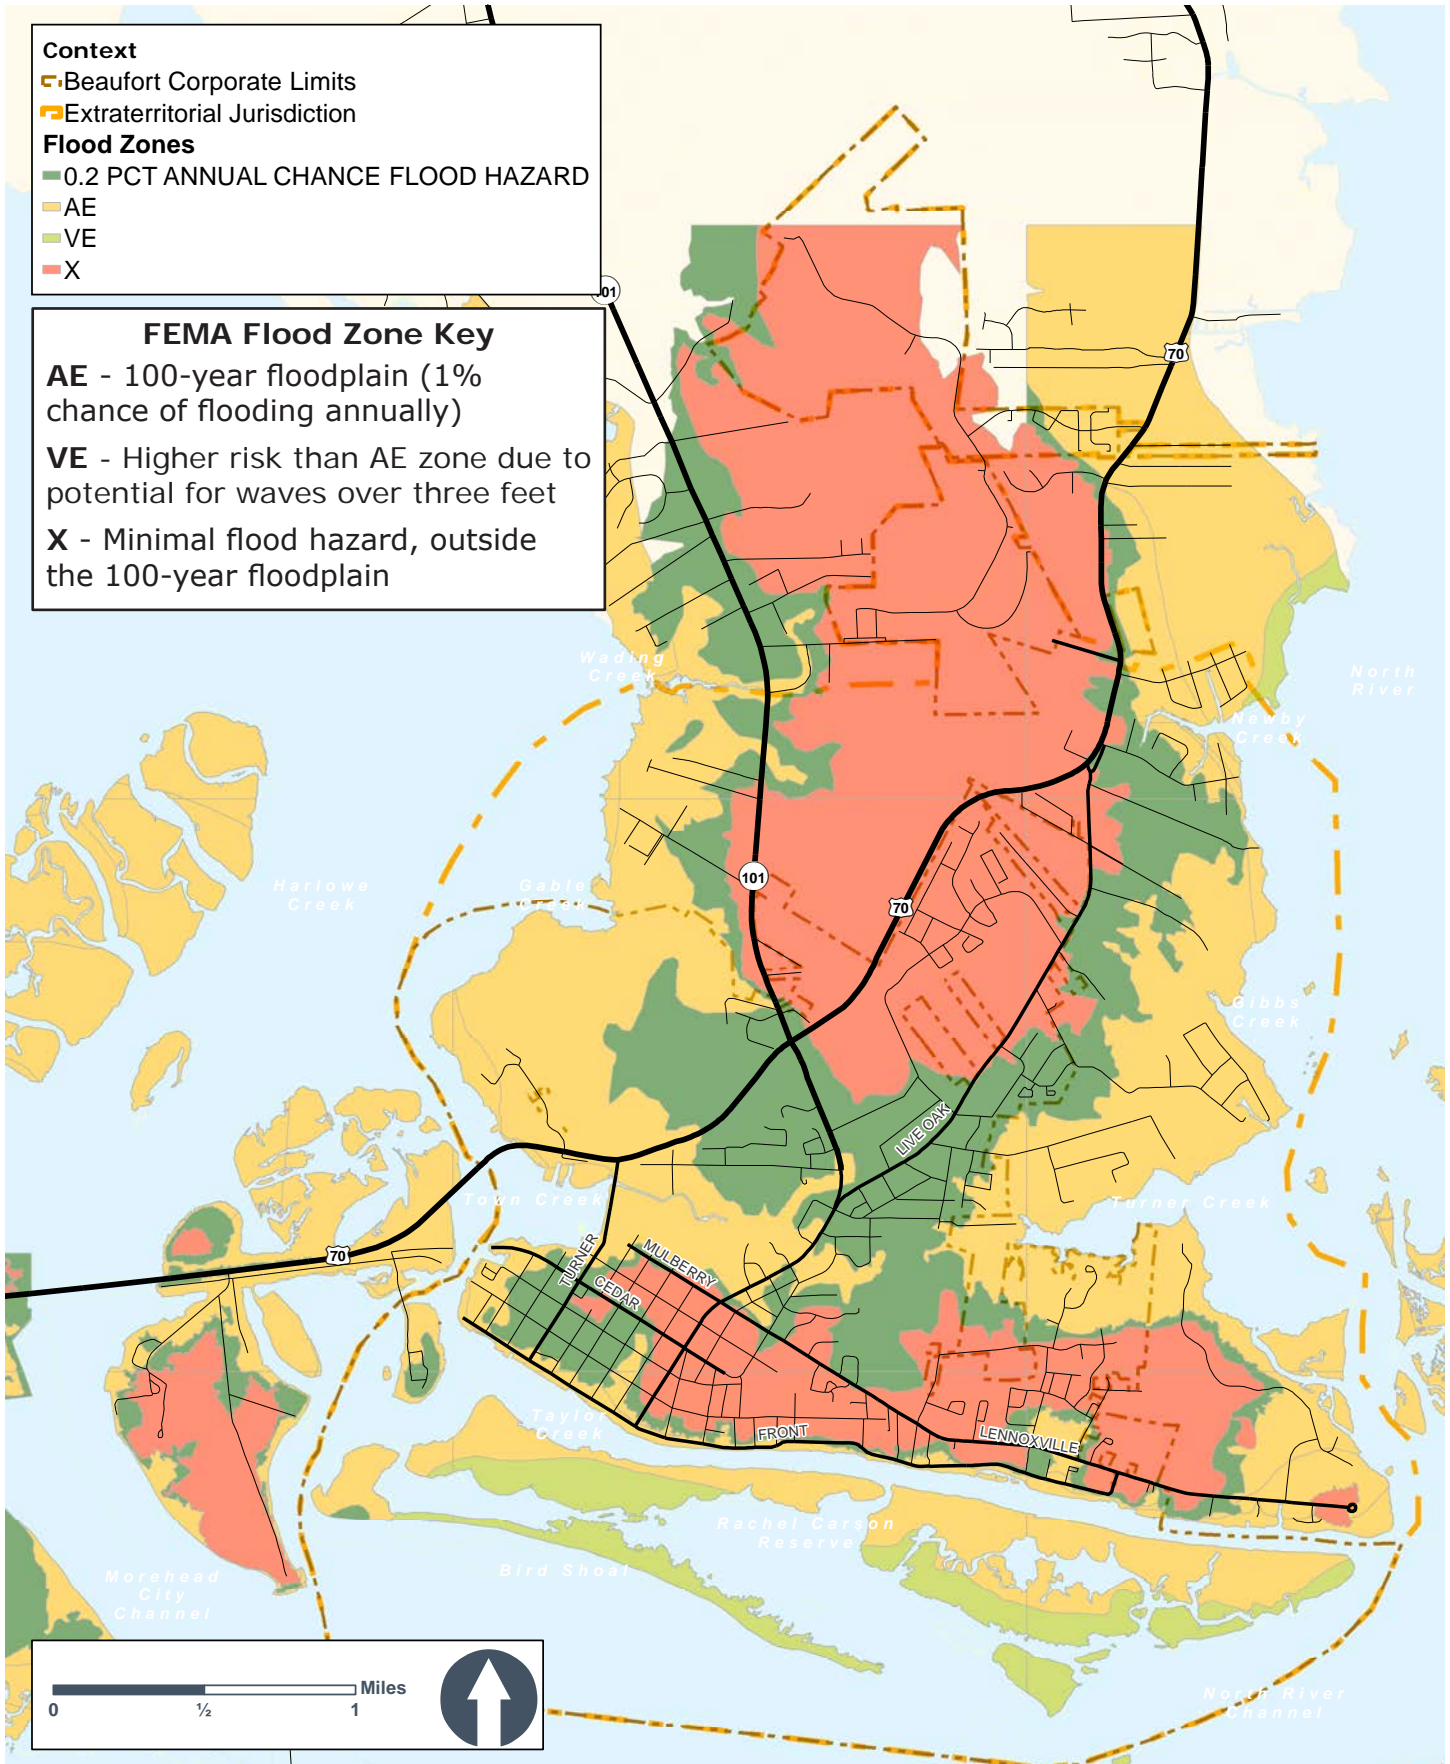 Context
Beaufort Corporate Limits
Extraterritorial Jurisdiction
Flood Zones
0.2 PCT ANNUAL CHANCE FLOOD HAZARD
AE
VE
X
FEMA Flood Zone Key
AE - 100-year floodplain (1%
chance of flooding annually)
VE - Higher risk than AE zone due to
potential for waves over three feet
X - Minimal flood hazard, outside
the 100-year floodplain
101
70
Wading
Creek
North
River
Newby
Creek
Harlowe
Creek
Gable
Creek
101
70
Gibbs
Creek
LIVE OAK
Town Creek
Turner Creek
70
TURNER
MULBERRY
CEDAR
Taylor
Creek
FRONT
LENNOXVILLE
Rachel Carson
Reserve
Bird Shoal
Morehead
City
Channel
North River
Channel
0
½
1
Miles